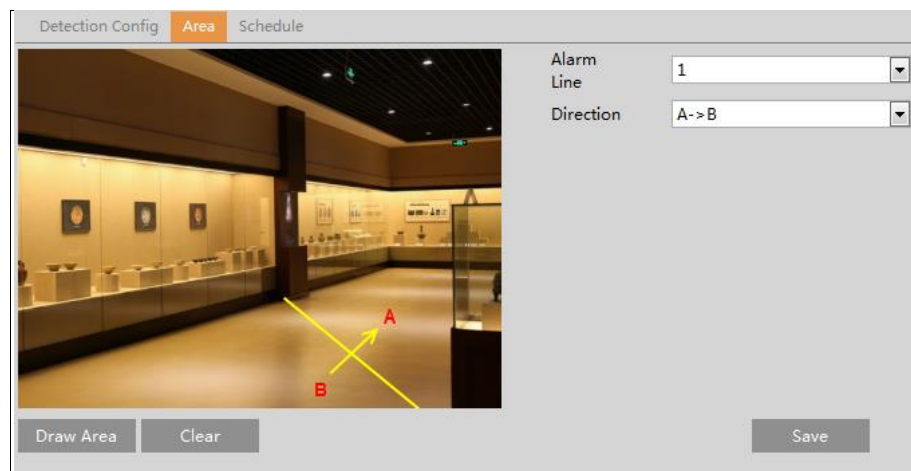 Detection Config Area Schedule
Alarm
Line
1
Direction
A->B
A
B
Draw Area
Clear
Save